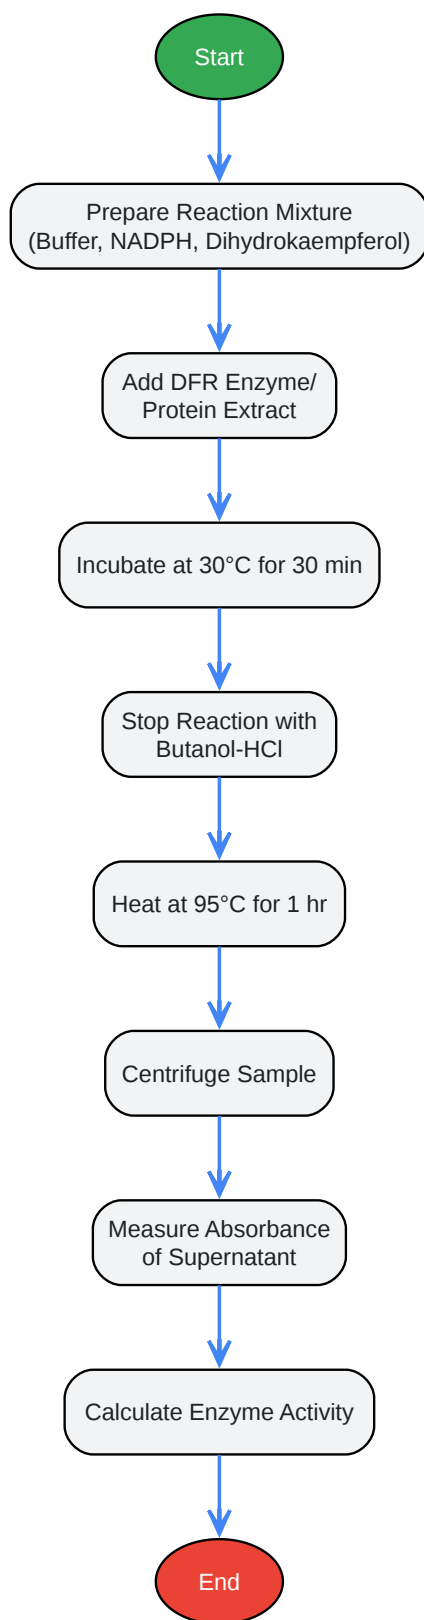 Start
Prepare Reaction Mixture
(Buffer, NADPH, Dihydrokaempferol)
Add DFR Enzyme/
Protein Extract
Incubate at 30°C for 30 min
Stop Reaction with
Butanol-HCl
Heat at 95°C for 1 hr
Centrifuge Sample
Measure Absorbance
of Supernatant
Calculate Enzyme Activity
End